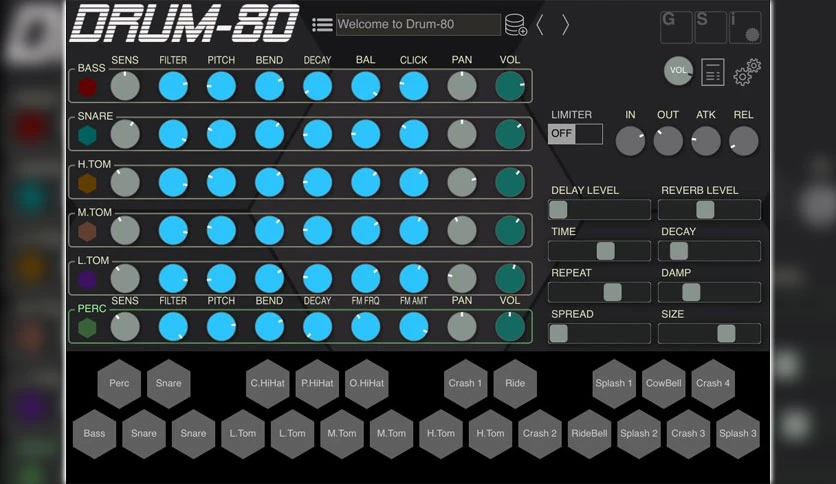 DRUM-80
Welcome to Drum-80
G S i
SENS FILTER PITCH BEND DECAY BAL CLICK PAN VOL
VOL
BASS
SNARE
LIMITER IN OUT ATK REL
OFF
H.TOM
DELAY LEVEL REVERB LEVEL
M.TOM
TIME DECAY
L.TOM
REPEAT DAMP
SENS FILTER PITCH BEND DECAY FM FRQ FM AMT PAN VOL
PERC
SPREAD SIZE
Perc Snare C.HiHat P.HiHat O.HiHat Crash 1 Ride Splash 1 CowBell Crash 4
Bass Snare Snare L.Tom L.Tom M.Tom M.Tom H.Tom H.Tom Crash 2 RideBell Splash 2 Crash 3 Splash 3